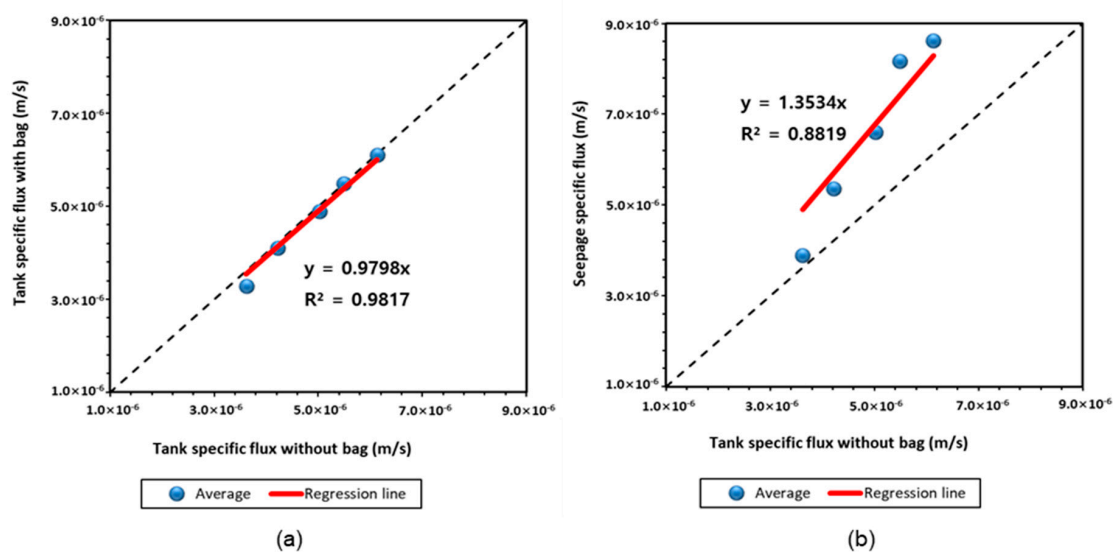 Tank specific flux with bag (m/s)
9.0×10⁻⁶
7.0×10⁻⁶
5.0×10⁻⁶
3.0×10⁻⁶
1.0×10⁻⁶
y = 0.9798x
R² = 0.9817
1.0×10⁻⁶ 3.0×10⁻⁶ 5.0×10⁻⁶ 7.0×10⁻⁶ 9.0×10⁻⁶
Tank specific flux without bag (m/s)
Average Regression line
(a)
Seepage specific flux (m/s)
9.0×10⁻⁶
7.0×10⁻⁶
5.0×10⁻⁶
3.0×10⁻⁶
1.0×10⁻⁶
y = 1.3534x
R² = 0.8819
1.0×10⁻⁶ 3.0×10⁻⁶ 5.0×10⁻⁶ 7.0×10⁻⁶ 9.0×10⁻⁶
Tank specific flux without bag (m/s)
Average Regression line
(b)